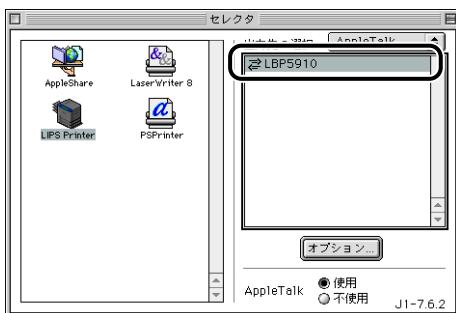 セレクタ
AppleTalk
LBP5910
AppleShare
LaserWriter 8
LIPS Printer
PSPrinter
オプション...
AppleTalk
使用
不使用
J1-7.6.2